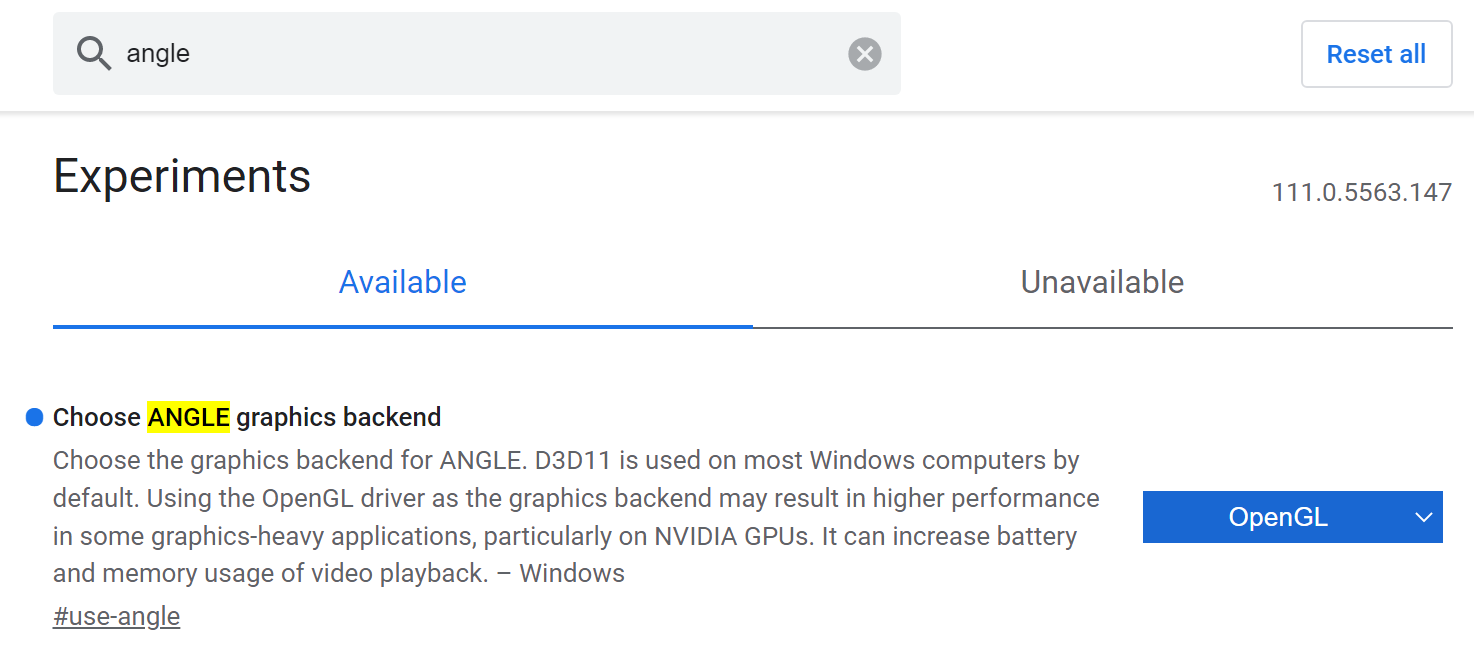 angle
Reset all
Experiments
111.0.5563.147
Available
Unavailable
Choose ANGLE graphics backend
Choose the graphics backend for ANGLE. D3D11 is used on most Windows computers by
default. Using the OpenGL driver as the graphics backend may result in higher performance
in some graphics-heavy applications, particularly on NVIDIA GPUs. It can increase battery
and memory usage of video playback. – Windows
OpenGL
#use-angle